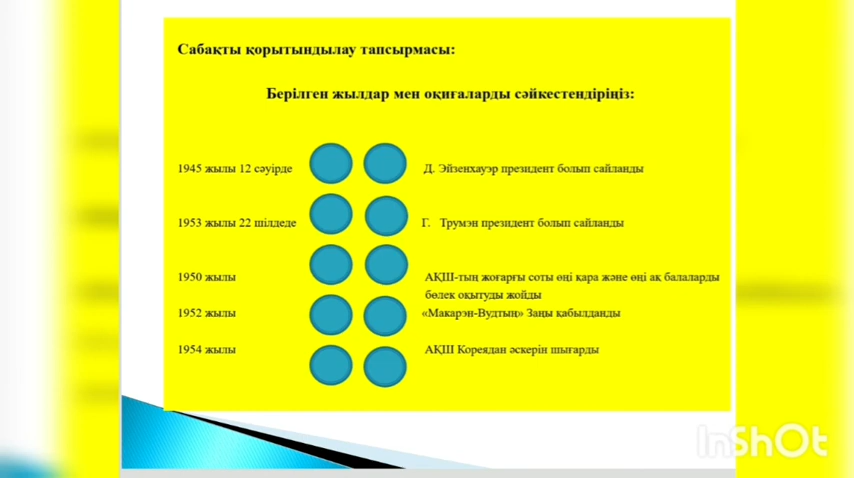 Сабақты қорытындылау тапсырмасы:
Берілген жылдар мен оқиғаларды сәйкестендіріңіз:
1945 жылы 12 сәуірде
Д. Эйзенхауэр президент болып сайланды
1953 жылы 22 шілдеде
Г. Трумэн президент болып сайланды
1950 жылы
АҚШ-тың жоғарғы соты өңі қара және өңі ақ балаларды
бөлек оқытуды жойды
1952 жылы
«Макарэн-Вудтың» Заңы қабылданды
1954 жылы
АҚШ Кореядан әскерін шығарды
InShOt